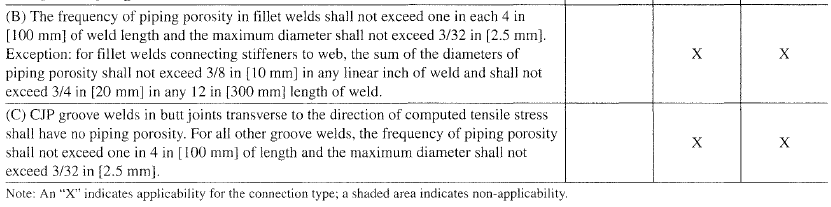 (B) The frequency of piping porosity in fillet welds shall not exceed one in each 4 in
[100 mm] of weld length and the maximum diameter shall not exceed 3/32 in [2.5 mm].
Exception: for fillet welds connecting stiffeners to web, the sum of the diameters of
piping porosity shall not exceed 3/8 in [10 mm] in any linear inch of weld and shall not
exceed 3/4 in [20 mm] in any 12 in [300 mm] length of weld.
X X
(C) CJP groove welds in butt joints transverse to the direction of computed tensile stress
shall have no piping porosity. For all other groove welds, the frequency of piping porosity
shall not exceed one in 4 in [100 mm] of length and the maximum diameter shall not
exceed 3/32 in [2.5 mm].
X X
Note: An “X” indicates applicability for the connection type; a shaded area indicates non-applicability.